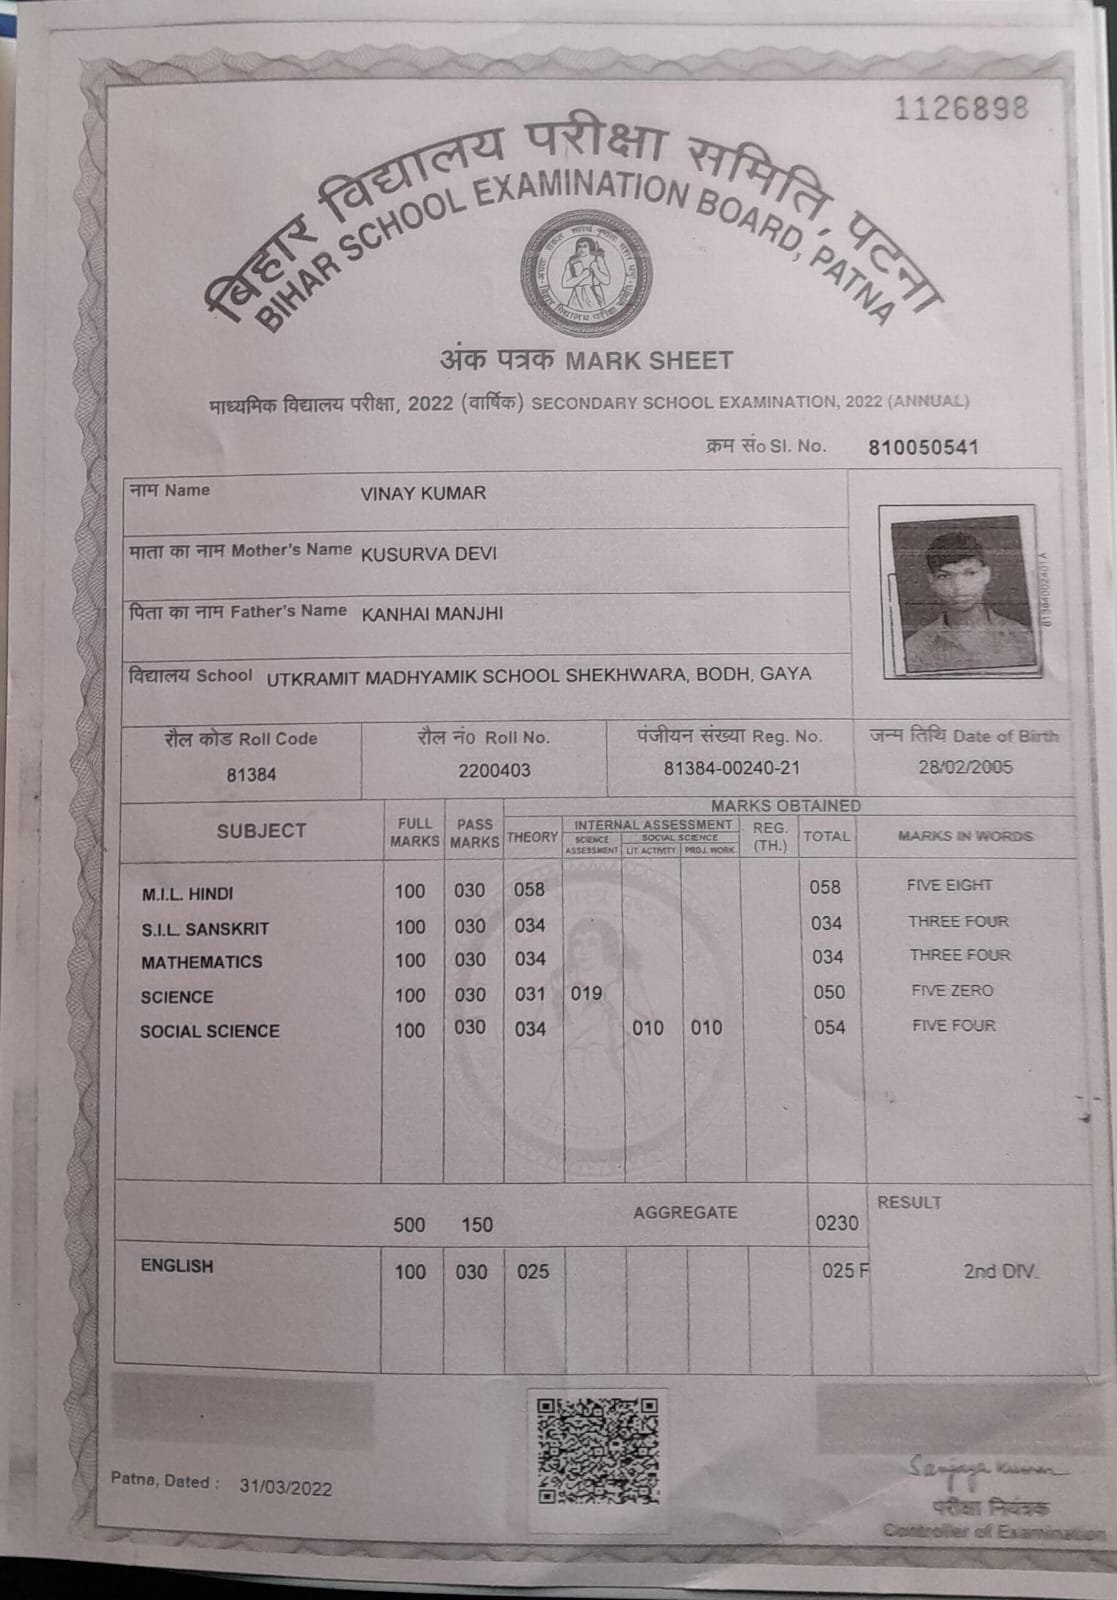 1126898
बिहार विद्यालय परीक्षा समिति, पटना
BIHAR SCHOOL EXAMINATION BOARD, PATNA
अंक पत्रक MARK SHEET
माध्यमिक विद्यालय परीक्षा, 2022 (वार्षिक) SECONDARY SCHOOL EXAMINATION, 2022 (ANNUAL)
क्रम सं० Sl. No. 810050541
नाम Name VINAY KUMAR
माता का नाम Mother's Name KUSURVA DEVI
पिता का नाम Father's Name KANHAI MANJHI
विद्यालय School UTKRAMIT MADHYAMIK SCHOOL SHEKHWARA, BODH, GAYA
81384002401A
रौल कोड Roll Code रौल नं0 Roll No. पंजीयन संख्या Reg. No. जन्म तिथि Date of Birth
81384 2200403 81384-00240-21 28/02/2005
MARKS OBTAINED
SUBJECT FULL MARKS PASS MARKS THEORY INTERNAL ASSESSMENT REG. (TH.) TOTAL MARKS IN WORDS
SCIENCE ASSESSMENT SOCIAL SCIENCE
LIT. ACTIVITY PROJ. WORK
M.I.L. HINDI 100 030 058 058 FIVE EIGHT
S.I.L. SANSKRIT 100 030 034 034 THREE FOUR
MATHEMATICS 100 030 034 034 THREE FOUR
SCIENCE 100 030 031 019 050 FIVE ZERO
SOCIAL SCIENCE 100 030 034 010 010 054 FIVE FOUR
500 150 AGGREGATE 0230 RESULT
ENGLISH 100 030 025 025 F 2nd DIV.
Patna, Dated : 31/03/2022
Sanjaya Kumar
परीक्षा नियंत्रक
Controller of Examination